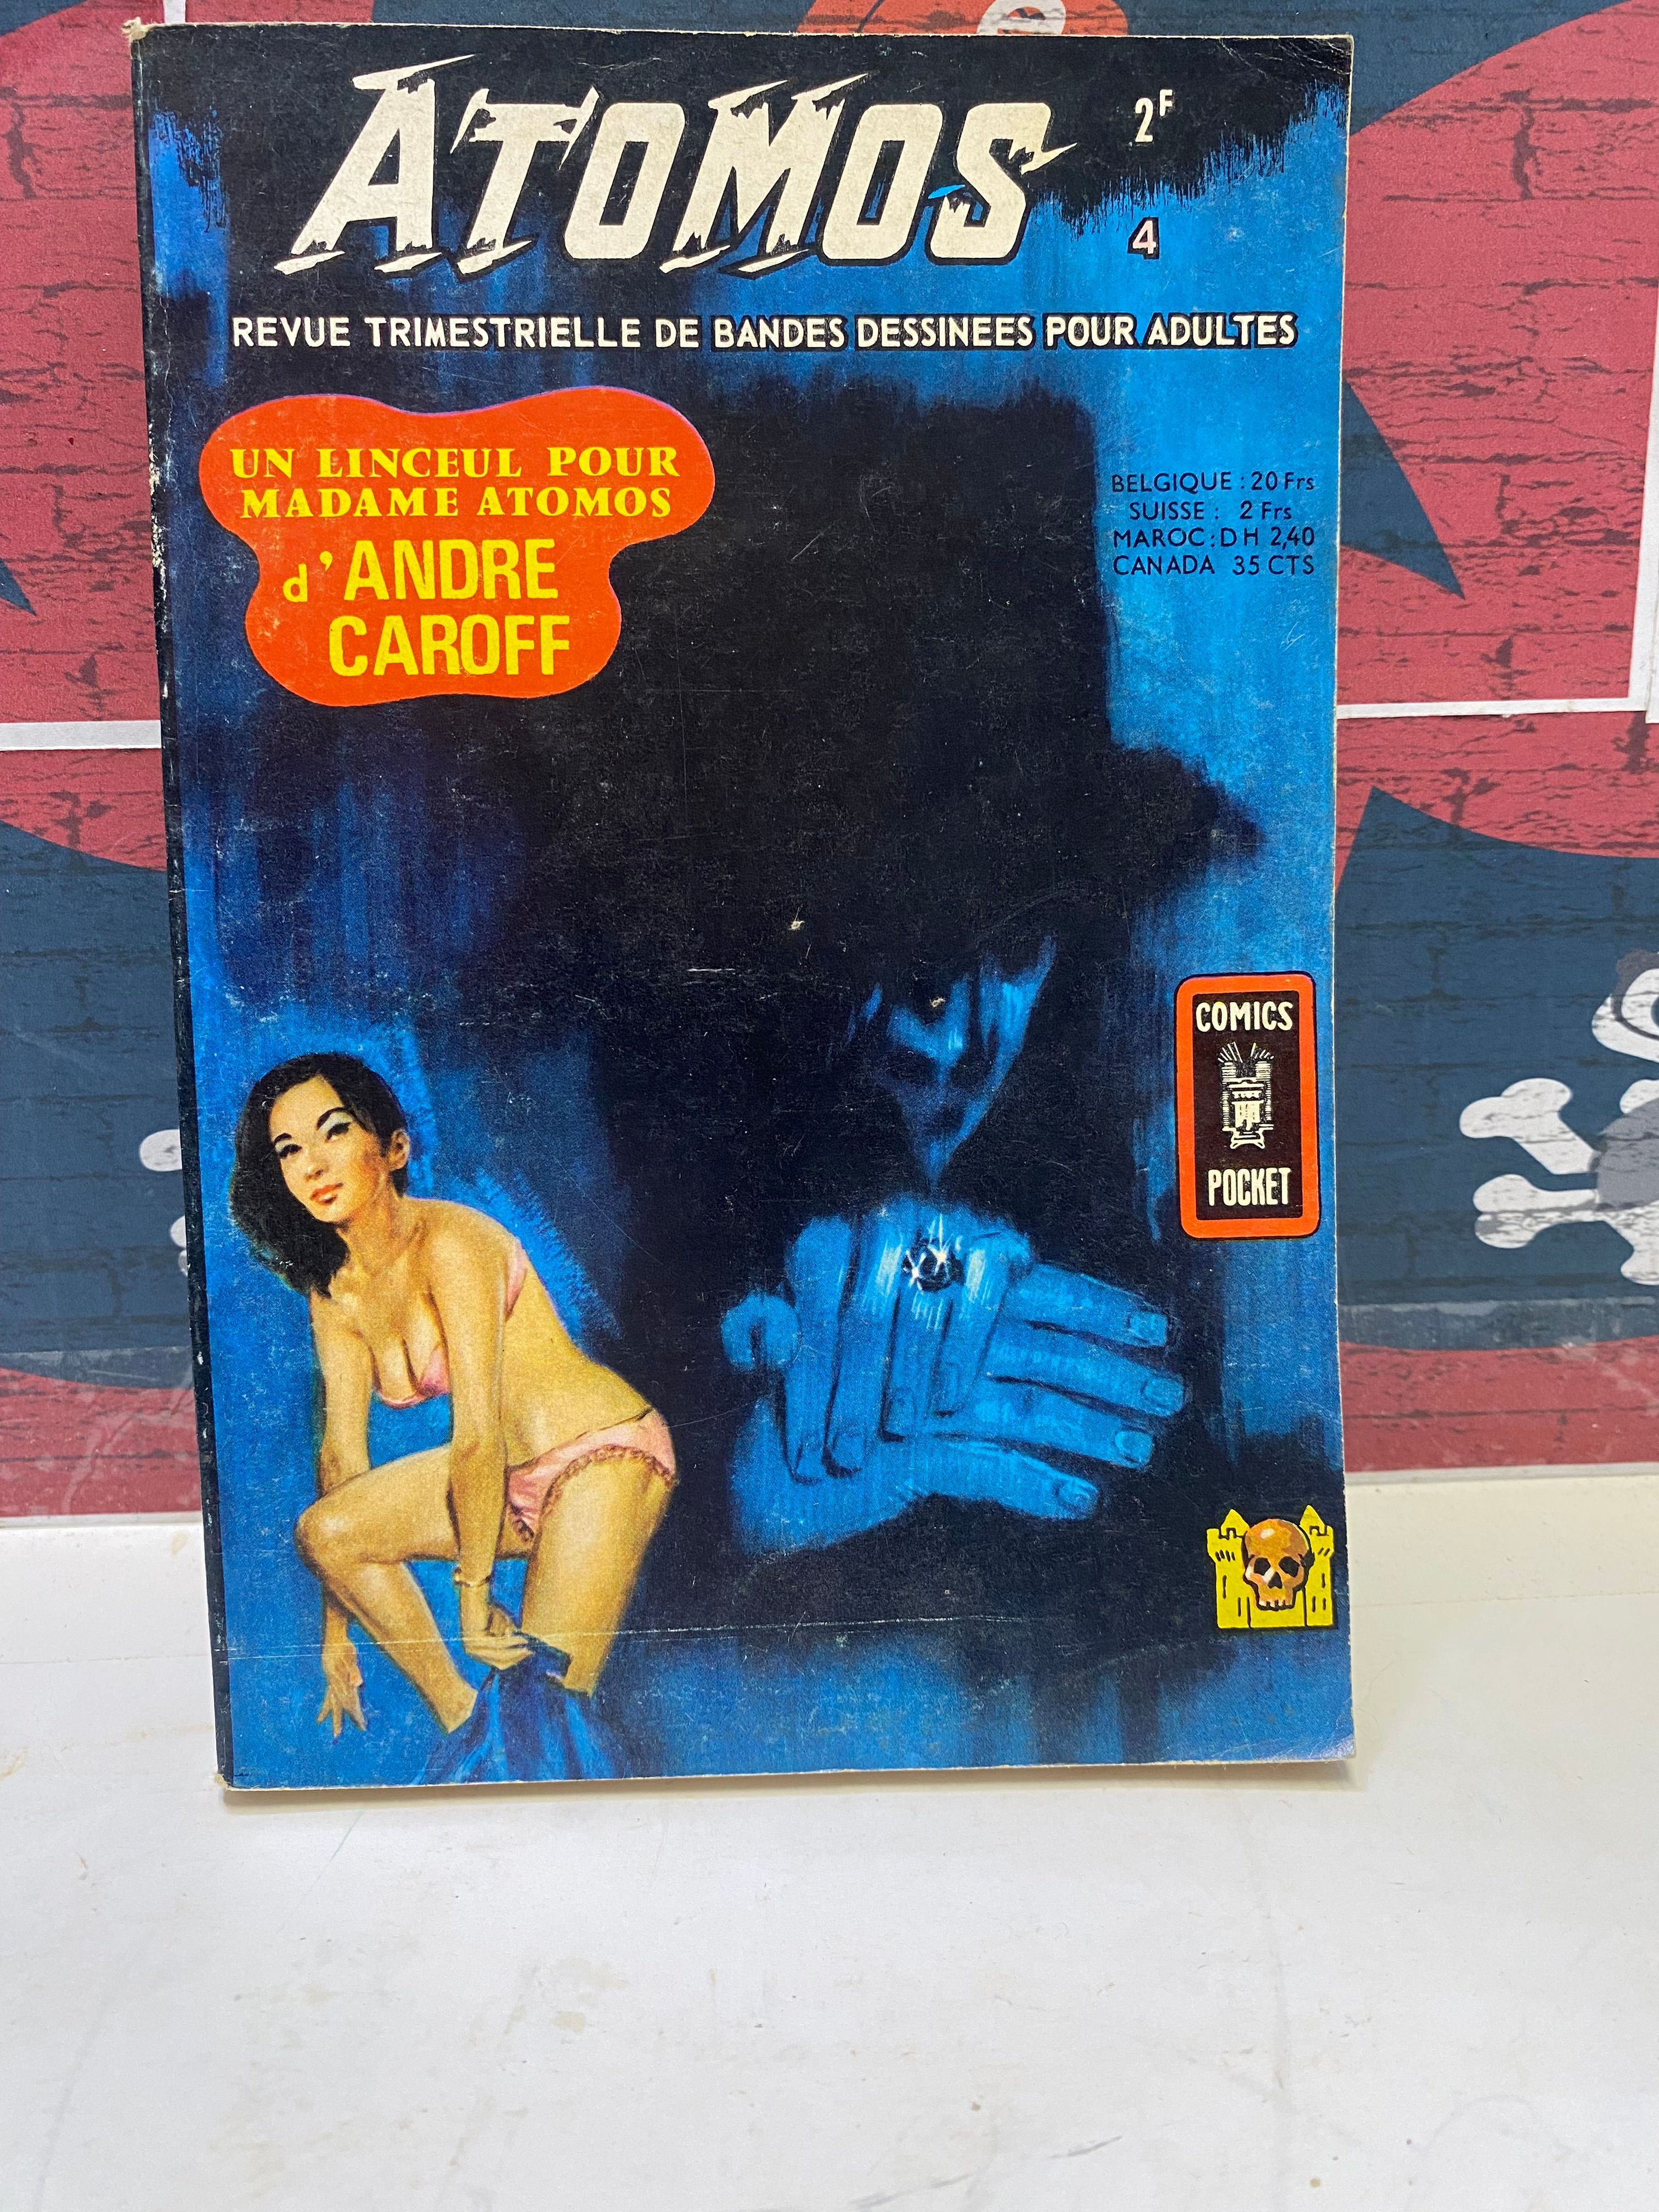 ATOMOS
2F
4
REVUE TRIMESTRIELLE DE BANDES DESSINEES POUR ADULTES
UN LINCEUL POUR
MADAME ATOMOS
d'ANDRE
CAROFF
BELGIQUE : 20 Frs
SUISSE : 2 Frs
MAROC : DH 2,40
CANADA 35 CTS
COMICS
POCKET